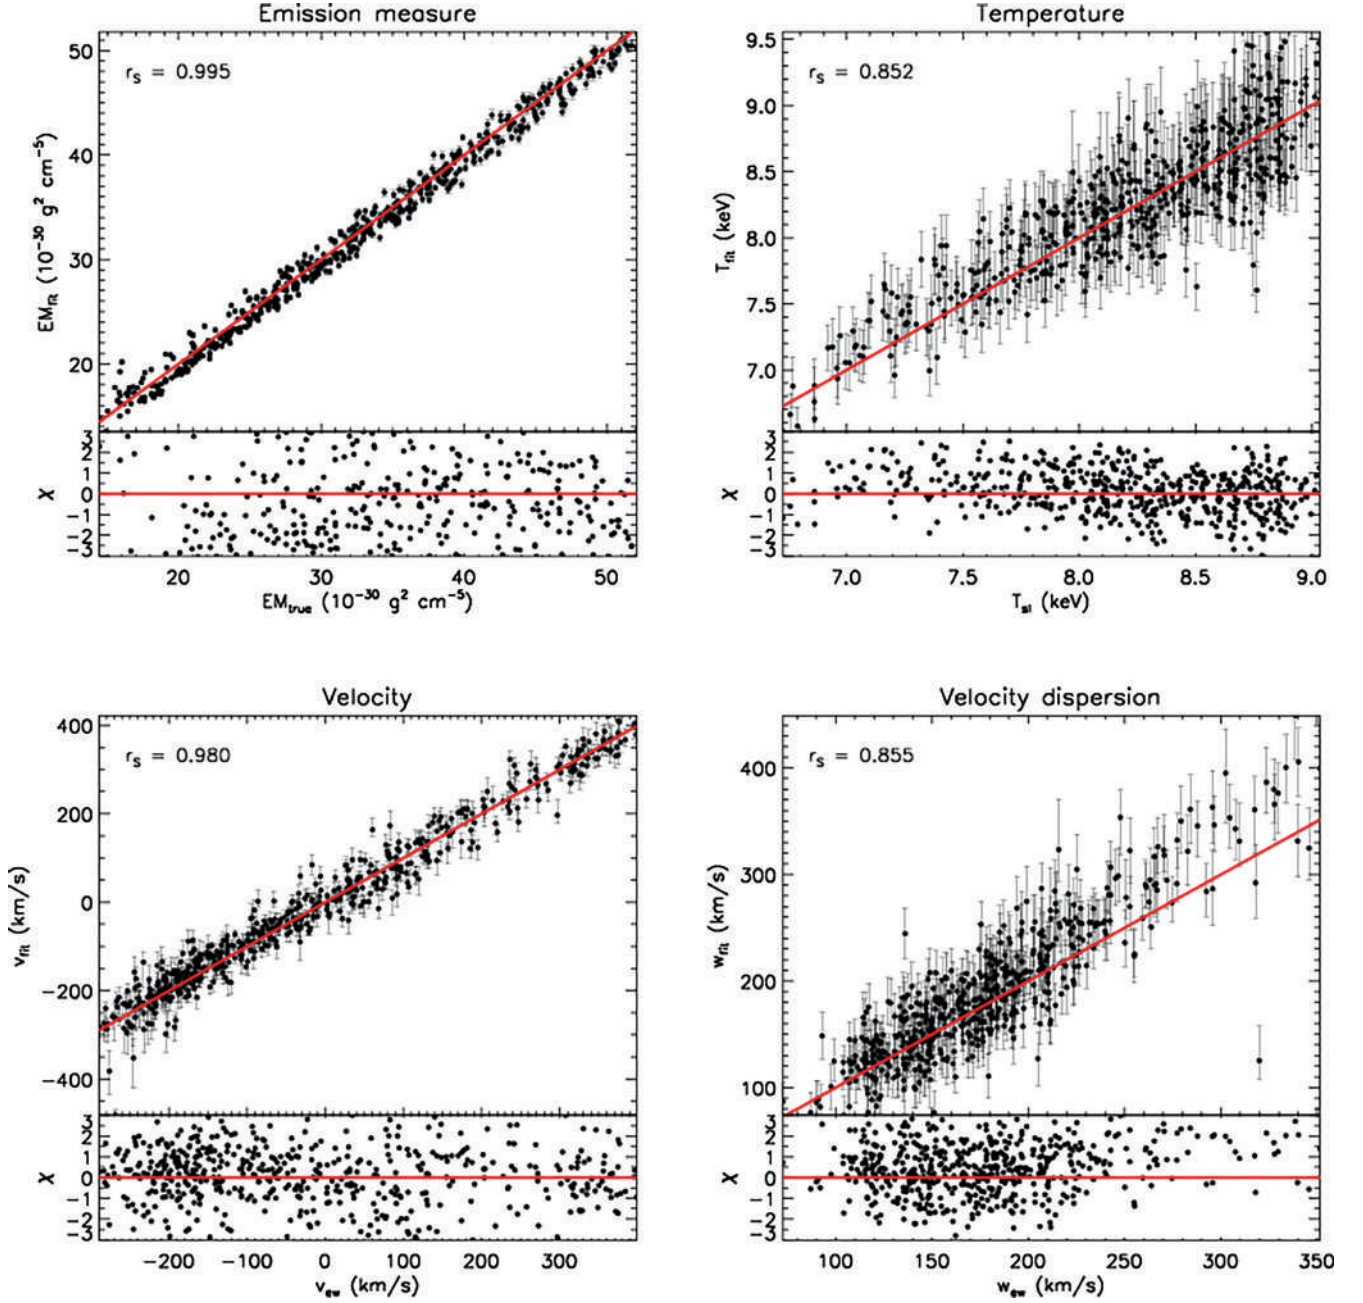 Emission measure
r_s = 0.995
50
40
30
20
EM_fit (10^-30 g^2 cm^-5)
3
2
1
0
-1
-2
-3
χ
20 30 40 50
EM_true (10^-30 g^2 cm^-5)
Temperature
r_s = 0.852
9.5
9.0
8.5
8.0
7.5
7.0
T_fit (keV)
3
2
1
0
-1
-2
-3
χ
7.0 7.5 8.0 8.5 9.0
T_sl (keV)
Velocity
r_s = 0.980
400
200
0
-200
-400
v_fit (km/s)
3
2
1
0
-1
-2
-3
χ
-200 -100 0 100 200 300
v_ew (km/s)
Velocity dispersion
r_s = 0.855
400
300
200
100
w_fit (km/s)
3
2
1
0
-1
-2
-3
χ
100 150 200 250 300 350
w_ew (km/s)